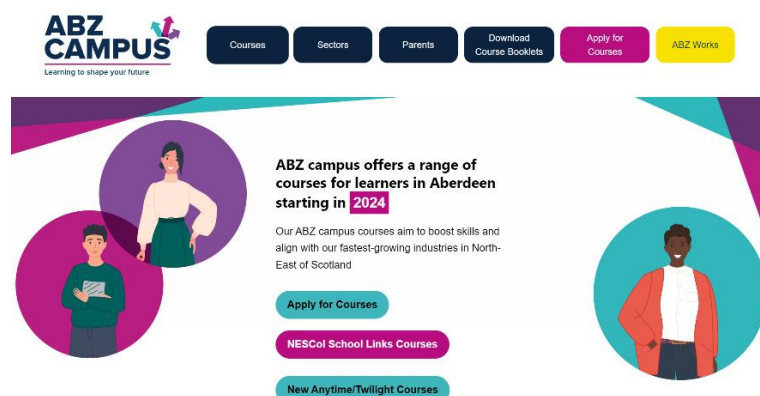 ABZ
CAMPUS
Learning to shape your future
Courses
Sectors
Parents
Download
Course Booklets
Apply for
Courses
ABZ Works
ABZ campus offers a range of
courses for learners in Aberdeen
starting in 2024
Our ABZ campus courses aim to boost skills and
align with our fastest-growing industries in North-
East of Scotland
Apply for Courses
NESCol School Links Courses
New Anytime/Twilight Courses